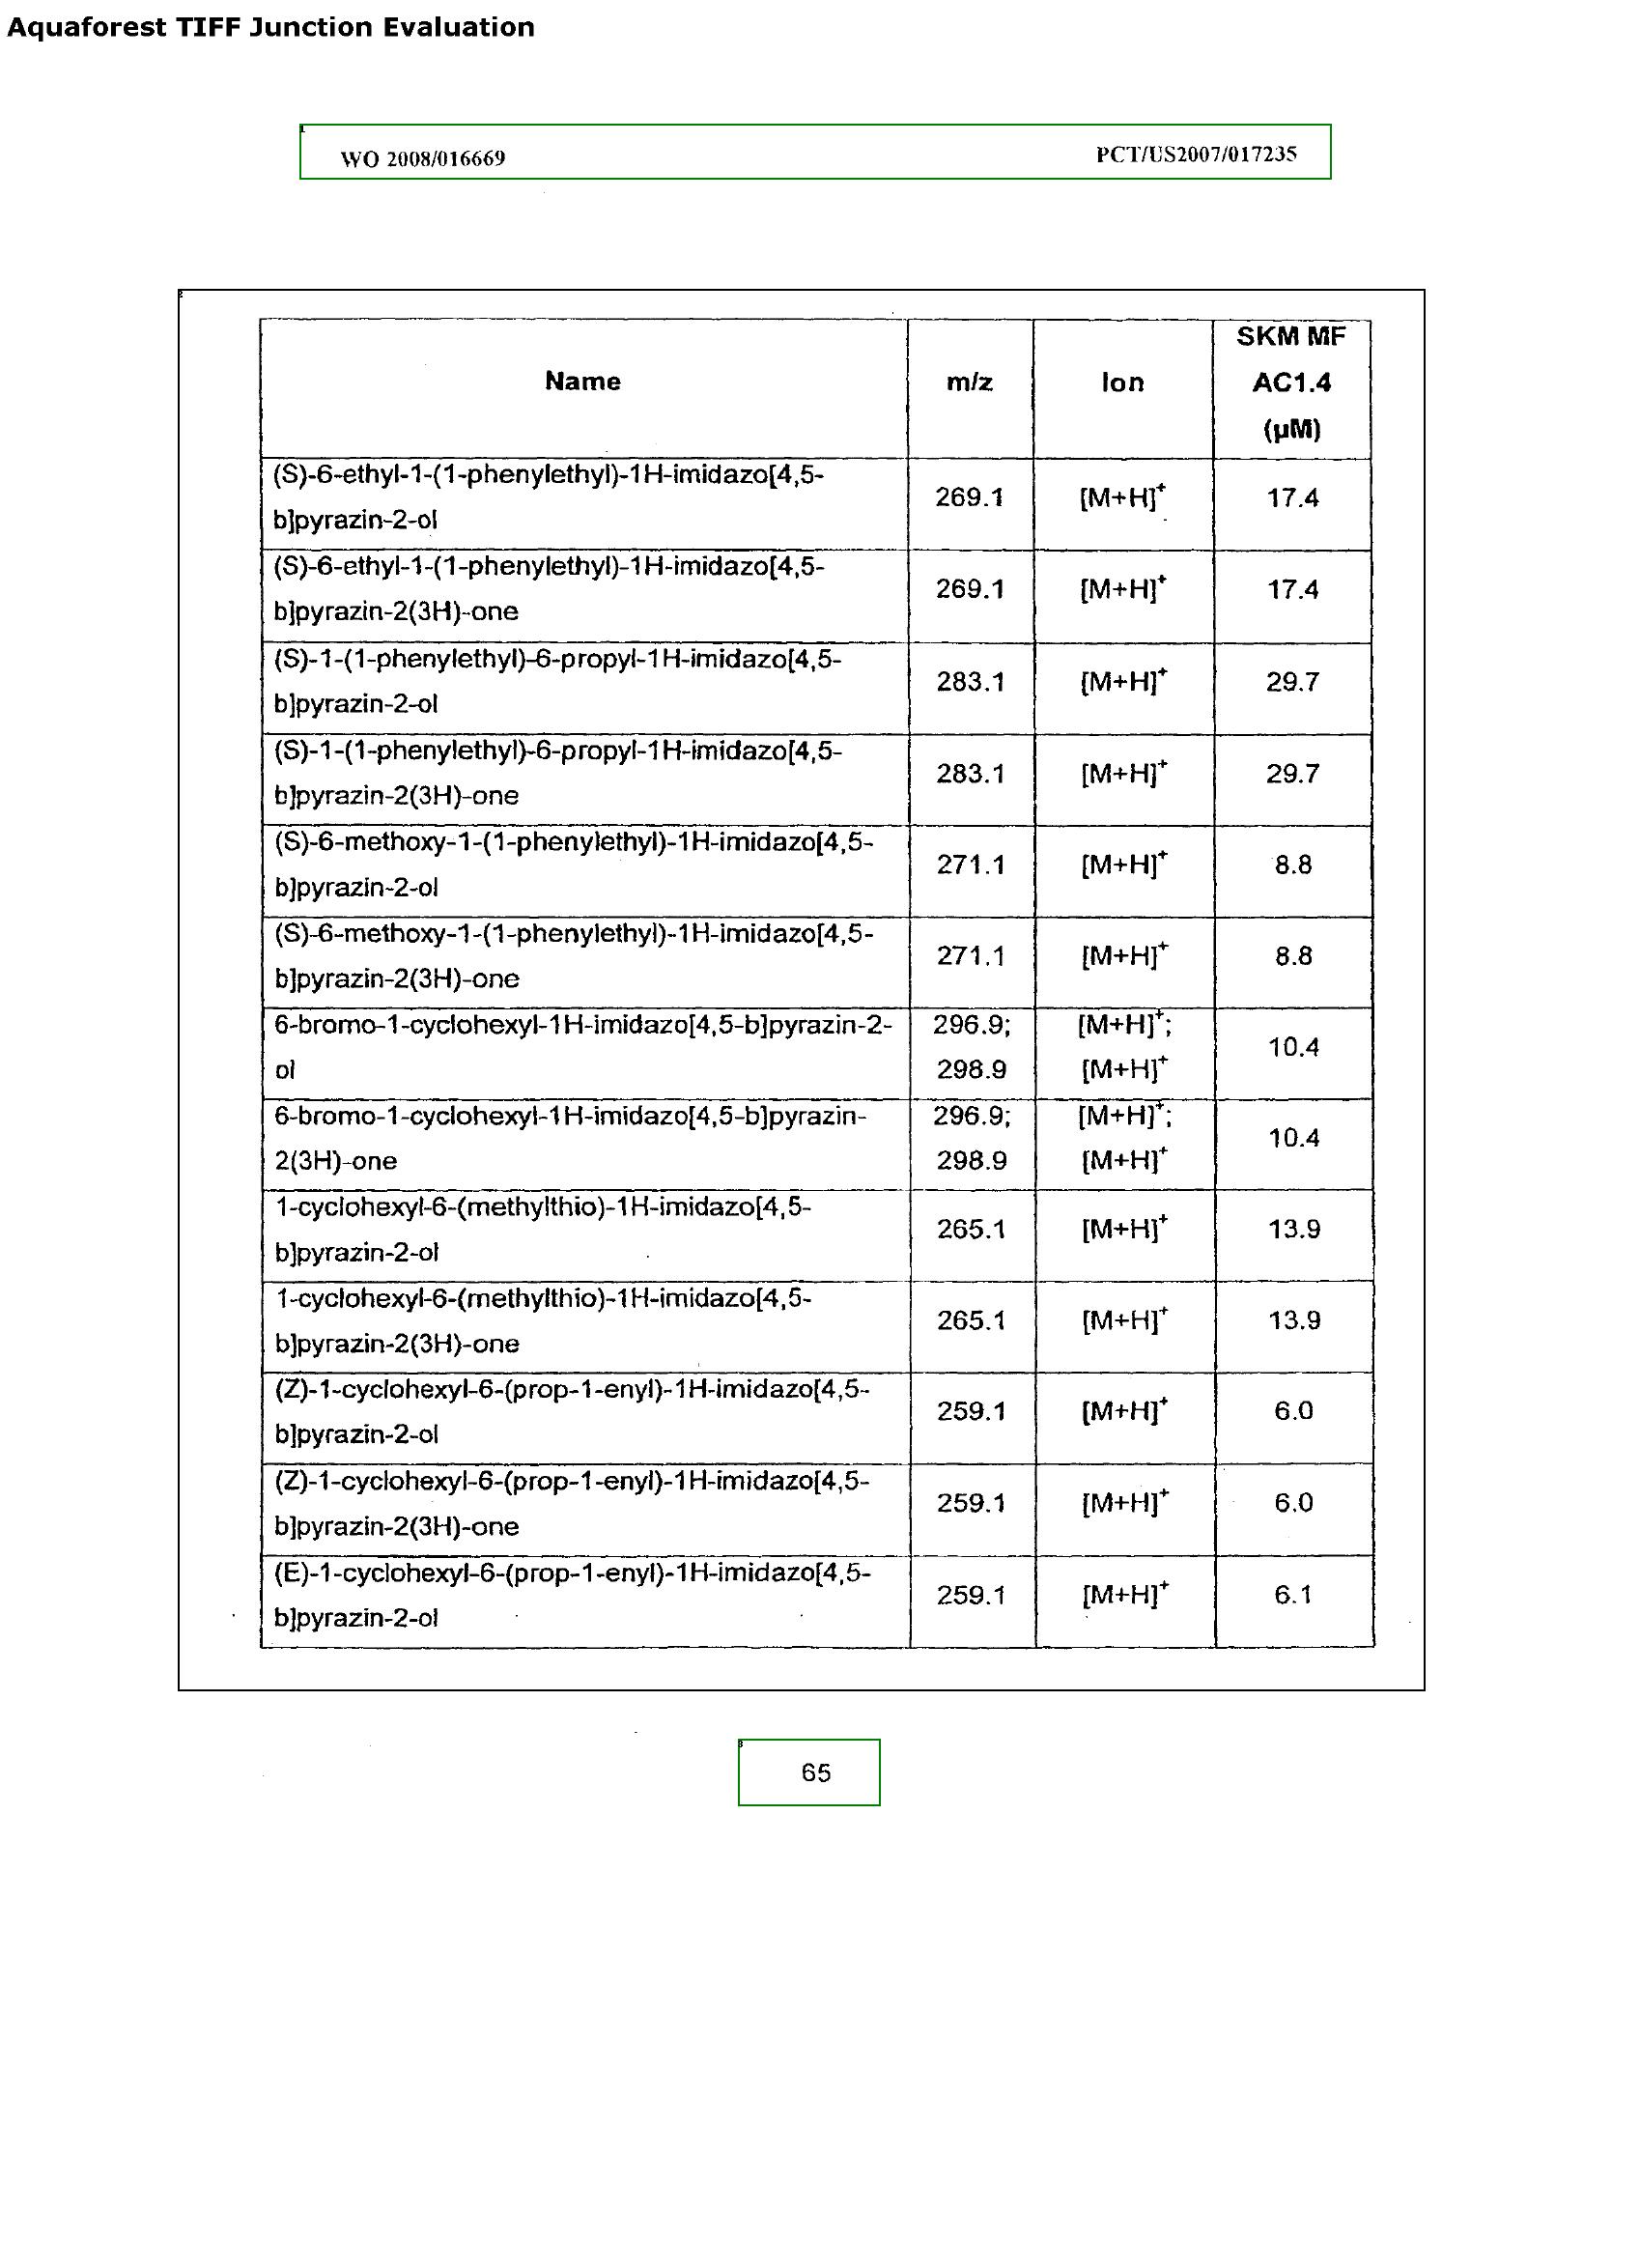 Aquaforest TIFF Junction Evaluation
WO 2008/016669 PCT/US2007/017235
Name m/z Ion SKM MF
AC1.4
(µM)
(S)-6-ethyl-1-(1-phenylethyl)-1H-imidazo[4,5-
b]pyrazin-2-ol 269.1 [M+H]⁺ 17.4
(S)-6-ethyl-1-(1-phenylethyl)-1H-imidazo[4,5-
b]pyrazin-2(3H)-one 269.1 [M+H]⁺ 17.4
(S)-1-(1-phenylethyl)-6-propyl-1H-imidazo[4,5-
b]pyrazin-2-ol 283.1 [M+H]⁺ 29.7
(S)-1-(1-phenylethyl)-6-propyl-1H-imidazo[4,5-
b]pyrazin-2(3H)-one 283.1 [M+H]⁺ 29.7
(S)-6-methoxy-1-(1-phenylethyl)-1H-imidazo[4,5-
b]pyrazin-2-ol 271.1 [M+H]⁺ 8.8
(S)-6-methoxy-1-(1-phenylethyl)-1H-imidazo[4,5-
b]pyrazin-2(3H)-one 271.1 [M+H]⁺ 8.8
6-bromo-1-cyclohexyl-1H-imidazo[4,5-b]pyrazin-2- 296.9; [M+H]⁺;
ol 298.9 [M+H]⁺ 10.4
6-bromo-1-cyclohexyl-1H-imidazo[4,5-b]pyrazin- 296.9; [M+H]⁺;
2(3H)-one 298.9 [M+H]⁺ 10.4
1-cyclohexyl-6-(methylthio)-1H-imidazo[4,5-
b]pyrazin-2-ol 265.1 [M+H]⁺ 13.9
1-cyclohexyl-6-(methylthio)-1H-imidazo[4,5-
b]pyrazin-2(3H)-one 265.1 [M+H]⁺ 13.9
(Z)-1-cyclohexyl-6-(prop-1-enyl)-1H-imidazo[4,5-
b]pyrazin-2-ol 259.1 [M+H]⁺ 6.0
(Z)-1-cyclohexyl-6-(prop-1-enyl)-1H-imidazo[4,5-
b]pyrazin-2(3H)-one 259.1 [M+H]⁺ 6.0
(E)-1-cyclohexyl-6-(prop-1-enyl)-1H-imidazo[4,5-
b]pyrazin-2-ol 259.1 [M+H]⁺ 6.1
65